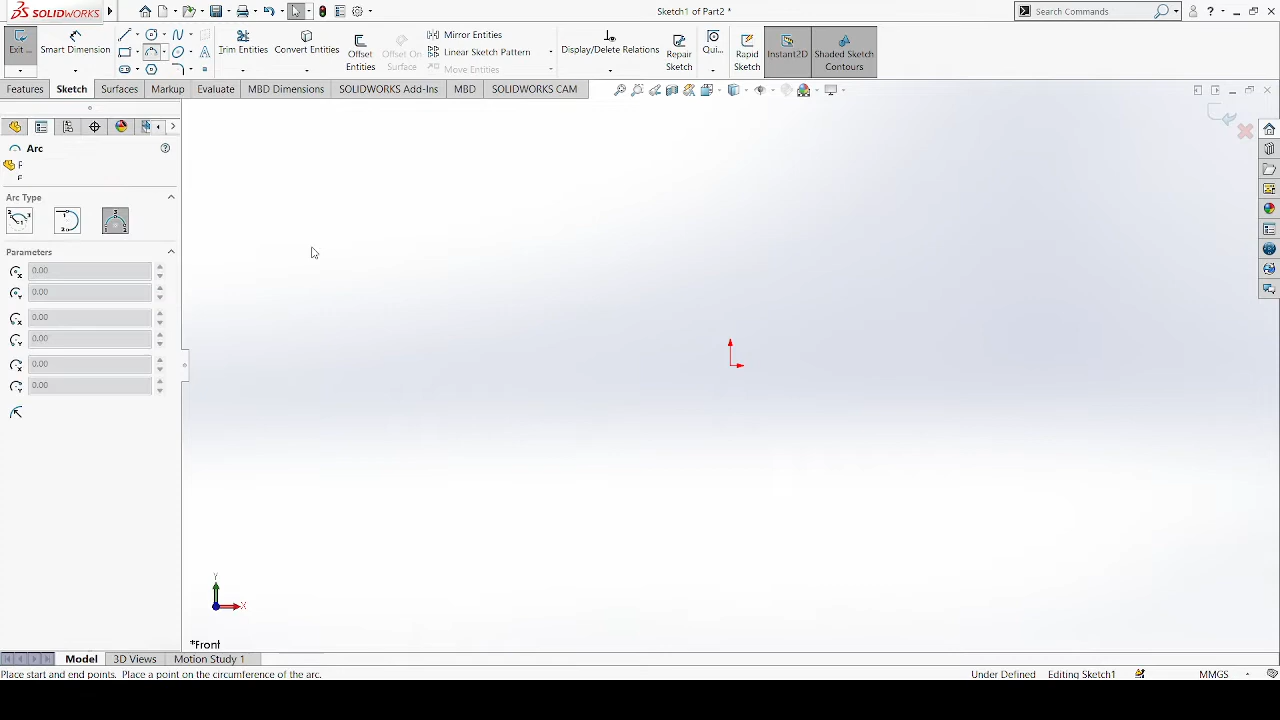 SOLIDWORKS
Sketch1 of Part2 *
Search Commands
?
Exit ...
Smart Dimension
Trim Entities
Convert Entities
Offset Entities
Offset On Surface
Mirror Entities
Linear Sketch Pattern
Move Entities
Display/Delete Relations
Repair Sketch
Qui...
Rapid Sketch
Instant2D
Shaded Sketch Contours
Features
Sketch
Surfaces
Markup
Evaluate
MBD Dimensions
SOLIDWORKS Add-Ins
MBD
SOLIDWORKS CAM
Arc
Arc Type
Parameters
0.00
0.00
0.00
0.00
0.00
0.00
Y
X
*Front
Model
3D Views
Motion Study 1
Place start and end points. Place a point on the circumference of the arc.
Under Defined
Editing Sketch1
MMGS